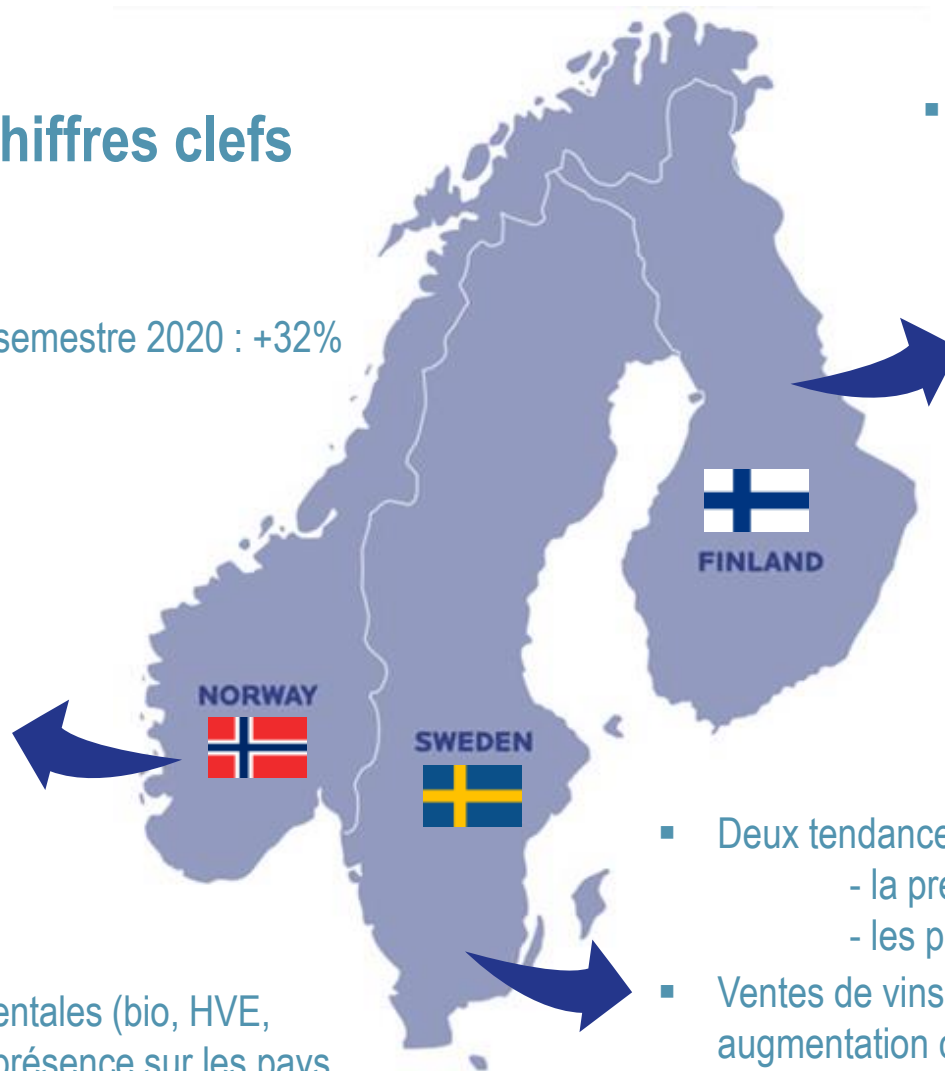 hiffres clefs
semestre 2020 : +32%
FINLAND
NORWAY
SWEDEN
▪ Deux tendance
- la pré
- les p
▪ Ventes de vins
augmentation d
entales (bio, HVE,
présence sur les pays